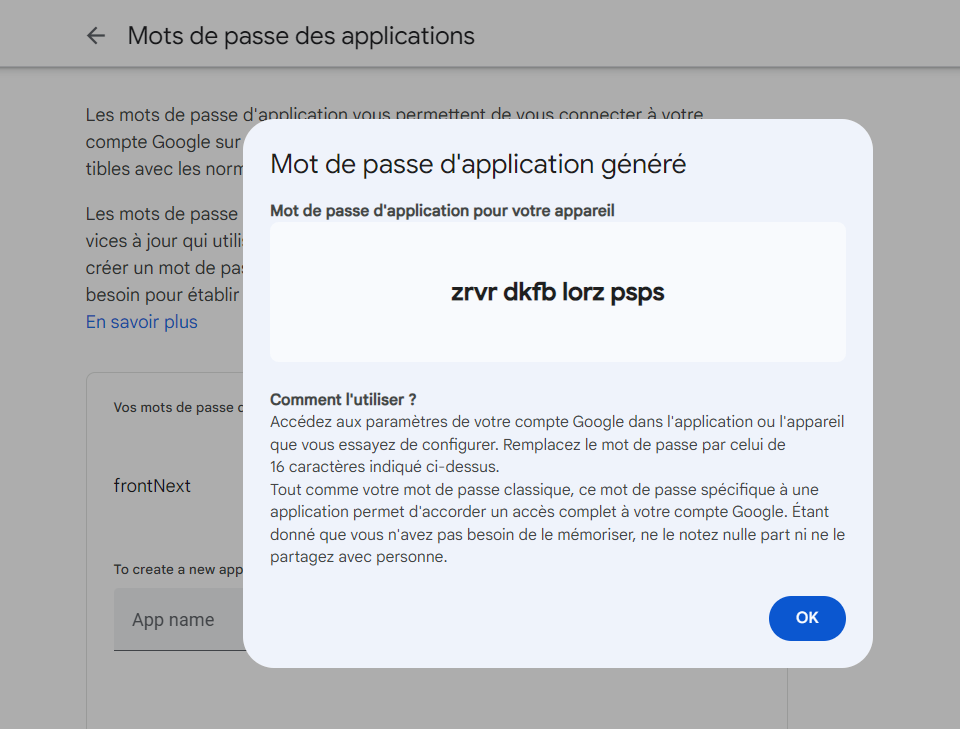 Mots de passe des applications
Les mots de passe d'application vous permettent de vous connecter à votre
compte Google sur
tibles avec les norm
Les mots de passe
vices à jour qui utili
créer un mot de pas
besoin pour établir
En savoir plus
Vos mots de passe d
frontNext
To create a new app
App name
Mot de passe d'application généré
Mot de passe d'application pour votre appareil
zrvr dkfb lorz psps
Comment l'utiliser ?
Accédez aux paramètres de votre compte Google dans l'application ou l'appareil
que vous essayez de configurer. Remplacez le mot de passe par celui de
16 caractères indiqué ci-dessus.
Tout comme votre mot de passe classique, ce mot de passe spécifique à une
application permet d'accorder un accès complet à votre compte Google. Étant
donné que vous n'avez pas besoin de le mémoriser, ne le notez nulle part ni ne le
partagez avec personne.
OK